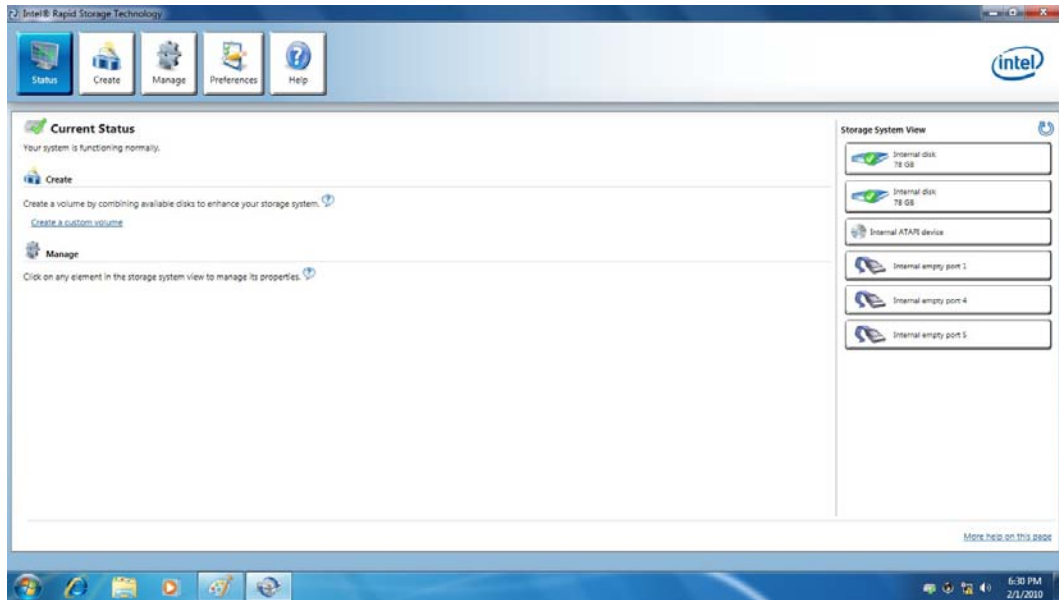 Intel® Rapid Storage Technology
Status
Create
Manage
Preferences
Help
intel
Current Status
Your system is functioning normally.
Create
Create a volume by combining available disks to enhance your storage system.
Create a custom volume
Manage
Click on any element in the storage system view to manage its properties.
Storage System View
Internal disk
78 GB
Internal disk
78 GB
Internal ATAPI device
Internal empty port 1
Internal empty port 4
Internal empty port 5
More help on this page
6:30 PM
2/1/2010